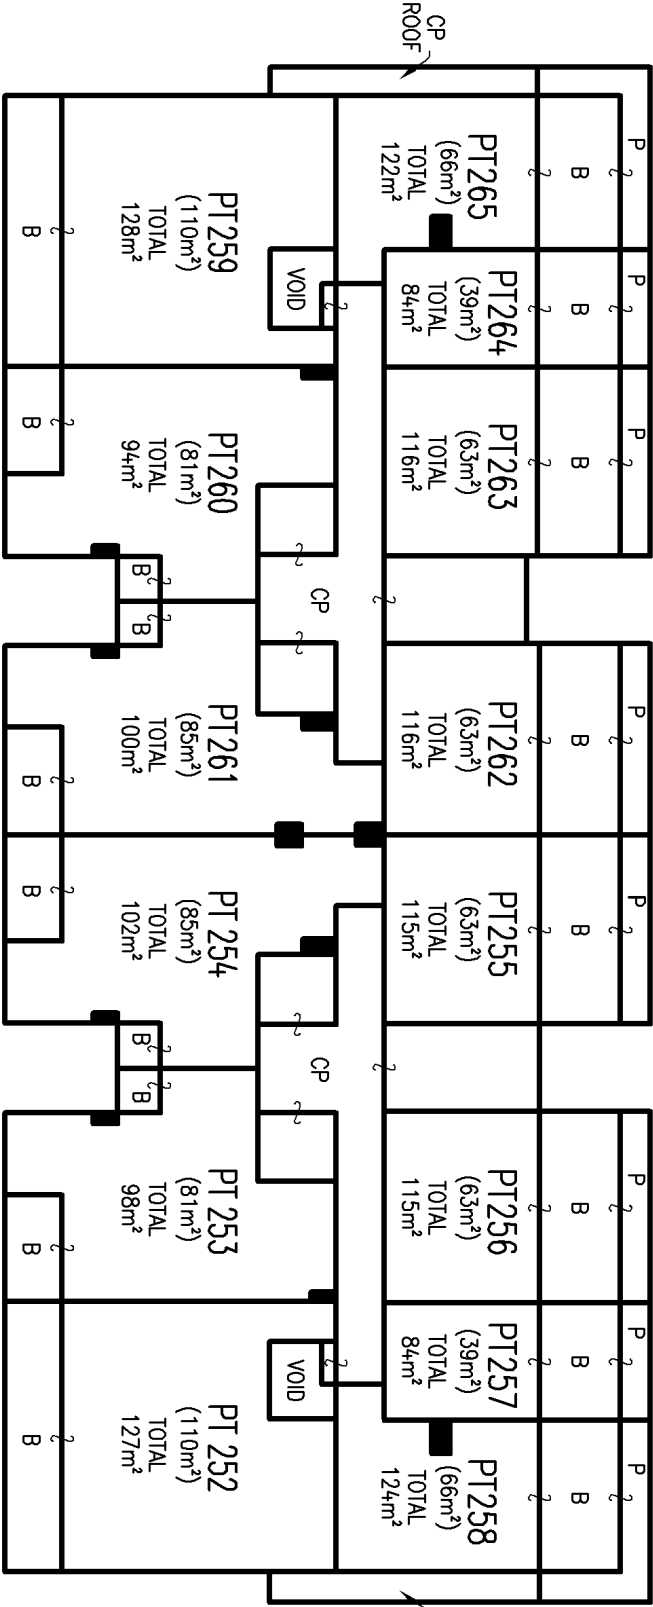 CP
ROOF
P
P
P
P
P
P
P
P
B
B
B
B
B
B
B
B
PT265
(66m²)
TOTAL
122m²
PT264
(39m²)
TOTAL
84m²
PT263
(63m²)
TOTAL
116m²
PT262
(63m²)
TOTAL
116m²
PT255
(63m²)
TOTAL
115m²
PT256
(63m²)
TOTAL
115m²
PT257
(39m²)
TOTAL
84m²
PT258
(66m²)
TOTAL
124m²
VOID
CP
CP
VOID
PT259
(110m²)
TOTAL
128m²
PT260
(81m²)
TOTAL
94m²
PT261
(85m²)
TOTAL
100m²
PT 254
(85m²)
TOTAL
102m²
PT 253
(81m²)
TOTAL
98m²
PT 252
(110m²)
TOTAL
127m²
B
B
B
B
B
B
B
B
B
B